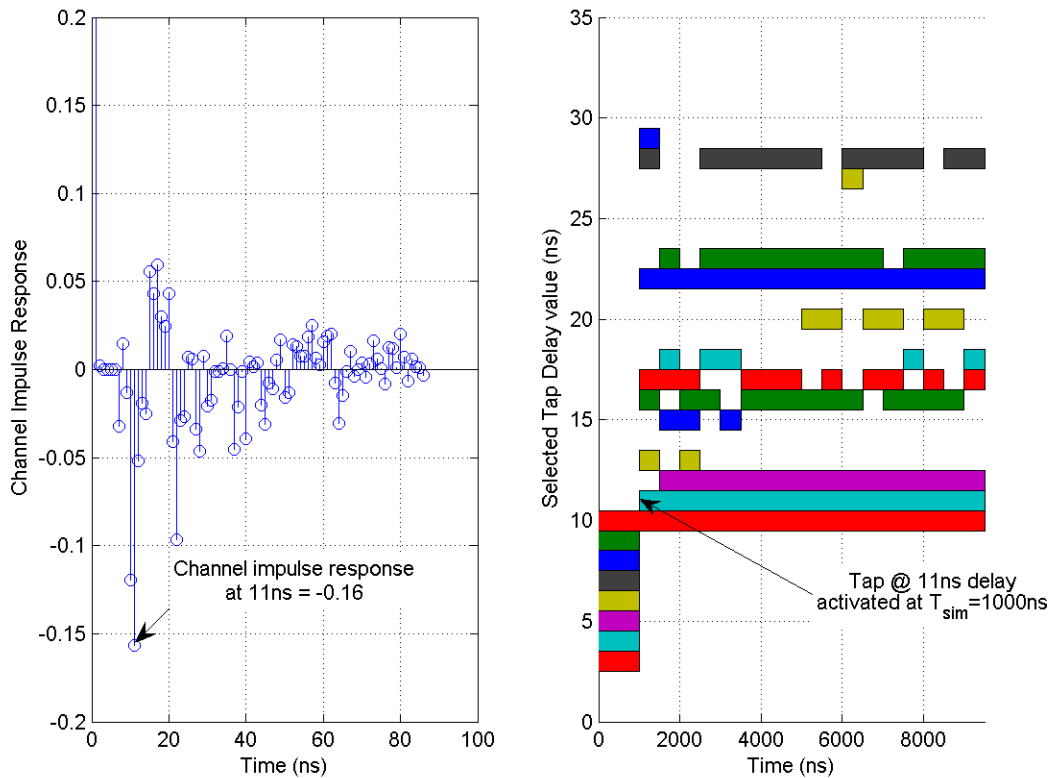 0.2
0.15
0.1
0.05
0
-0.05
-0.1
-0.15
-0.2
Channel Impulse Response
0 20 40 60 80 100
Time (ns)
Channel impulse response
at 11ns = -0.16
35
30
25
20
15
10
5
0
Selected Tap Delay value (ns)
0 2000 4000 6000 8000
Time (ns)
Tap @ 11ns delay
activated at Tsim=1000ns